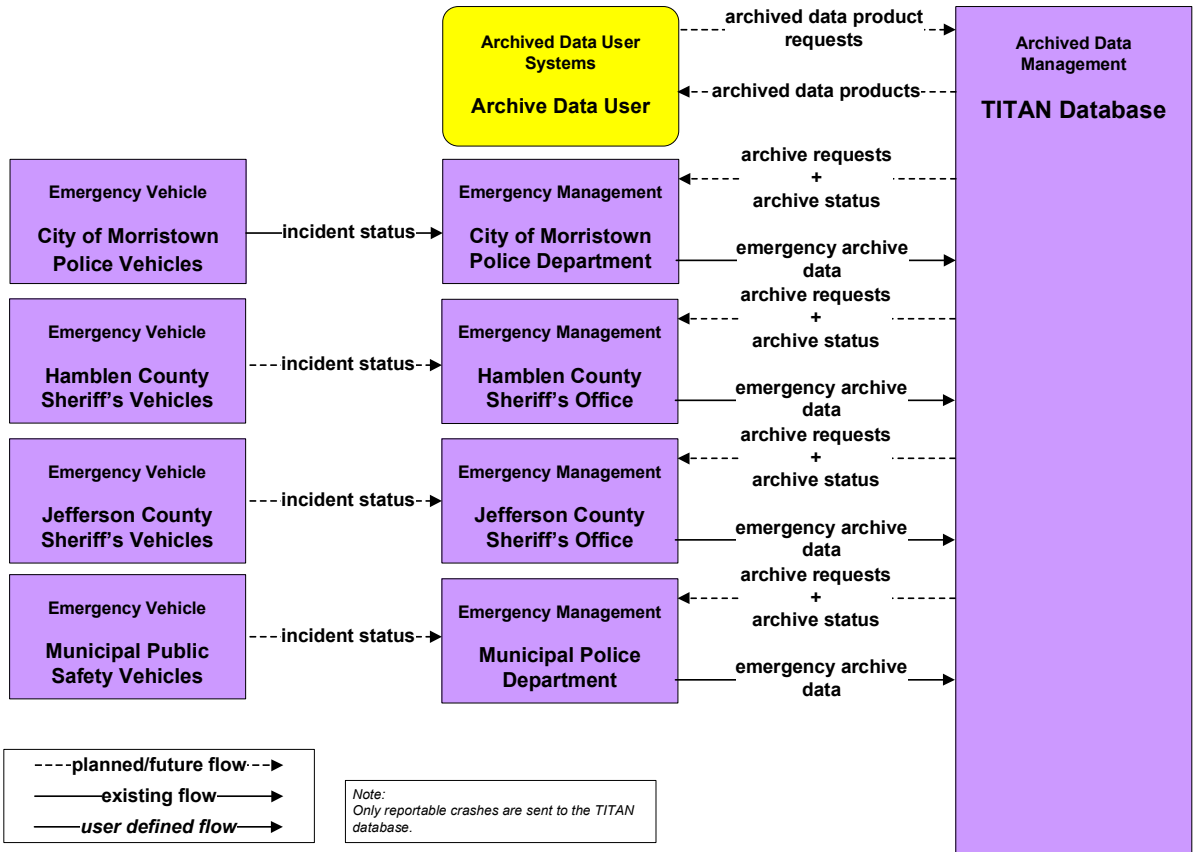 archived data product
requests
Archived Data User
Systems
Archive Data User
archived data products
Archived Data
Management
TITAN Database
Emergency Vehicle
City of Morristown
Police Vehicles
incident status
Emergency Management
City of Morristown
Police Department
archive requests
+
archive status
emergency archive
data
Emergency Vehicle
Hamblen County
Sheriff's Vehicles
incident status
Emergency Management
Hamblen County
Sheriff's Office
archive requests
+
archive status
emergency archive
data
Emergency Vehicle
Jefferson County
Sheriff's Vehicles
incident status
Emergency Management
Jefferson County
Sheriff's Office
archive requests
+
archive status
emergency archive
data
Emergency Vehicle
Municipal Public
Safety Vehicles
incident status
Emergency Management
Municipal Police
Department
archive requests
+
archive status
emergency archive
data
planned/future flow
existing flow
user defined flow
Note:
Only reportable crashes are sent to the TITAN
database.